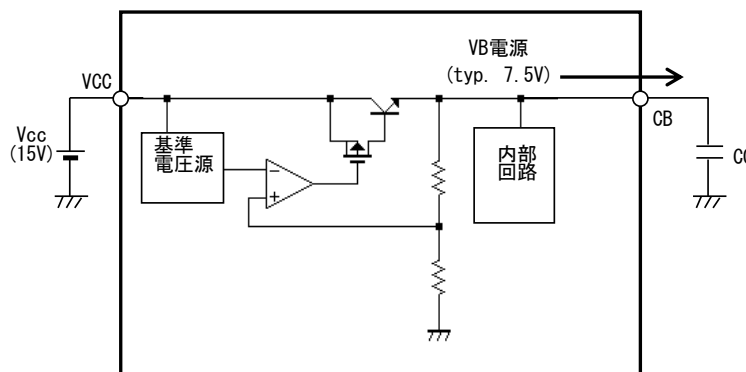 VB電源
(typ. 7.5V)
VCC
CB
Vcc
(15V)
基準
電圧源
−
+
内部
回路